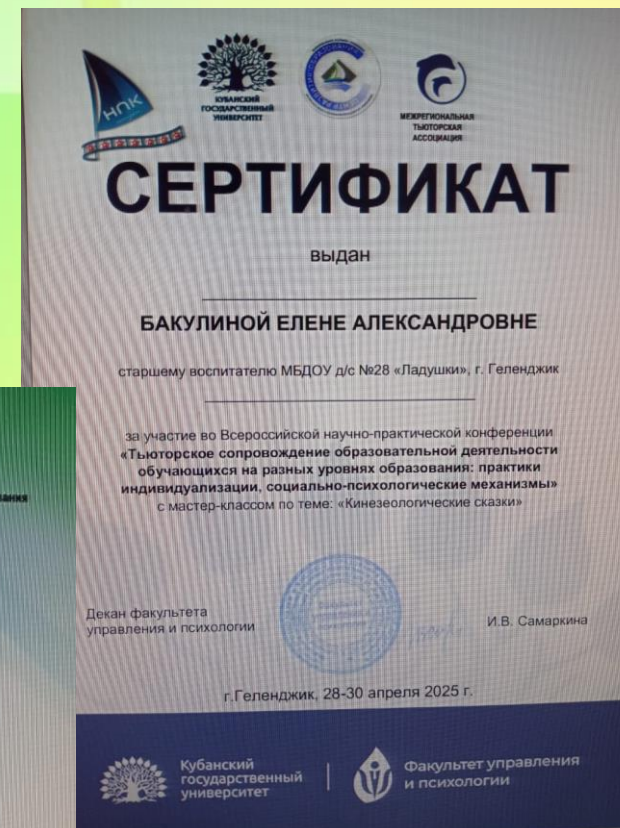 НПК
КУБАНСКИЙ
ГОСУДАРСТВЕННЫЙ
УНИВЕРСИТЕТ
МЕЖРЕГИОНАЛЬНАЯ
ТЬЮТОРСКАЯ
АССОЦИАЦИЯ
СЕРТИФИКАТ
выдан
БАКУЛИНОЙ ЕЛЕНЕ АЛЕКСАНДРОВНЕ
старшему воспитателю МБДОУ д/с №28 «Ладушки», г. Геленджик
за участие во Всероссийской научно-практической конференции
«Тьюторское сопровождение образовательной деятельности
обучающихся на разных уровнях образования: практики
индивидуализации, социально-психологические механизмы»
с мастер-классом по теме: «Кинезеологические сказки»
Декан факультета
управления и психологии
И.В. Самаркина
г.Геленджик, 28-30 апреля 2025 г.
Кубанский
государственный
университет
Факультет управления
и психологии